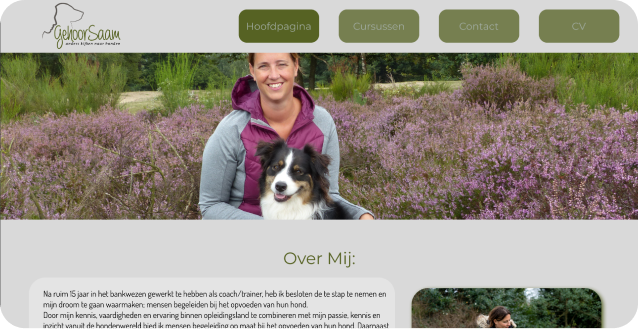 GehoorSaam
anders kijken naar honden
Hoofdpagina
Cursussen
Contact
CV
Over Mij:
Na ruim 15 jaar in het bankwezen gewerkt te hebben als coach/trainer, heb ik besloten de te stap te nemen en
mijn droom te gaan waarmaken; mensen begeleiden bij het opvoeden van hun hond.
Door mijn kennis, vaardigheden en ervaring binnen opleidingsland te combineren met mijn passie, kennis en
inzicht vanuit de hondenwereld bied ik mensen begeleiding op maat bij het opvoeden van hun hond. Daarnaast